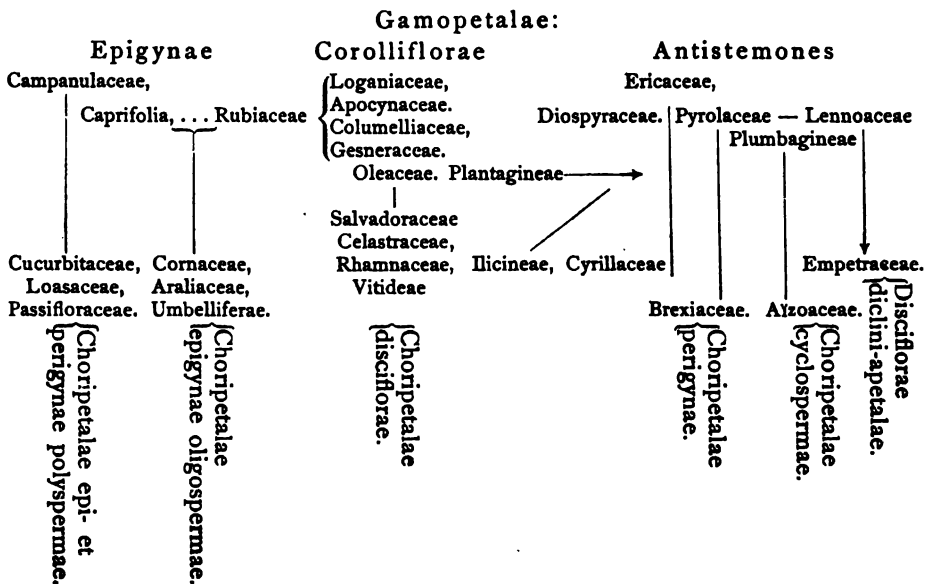 Gamopetalae:
Epigynae Corolliflorae Antistemones
Campanulaceae,
Loganiaceae,
Ericaceae,
Caprifolia, . . . Rubiaceae
Apocynaceae.
Diospyraceae. Pyrolaceae — Lennoaceae
Columelliaceae,
Plumbagineae
Gesneraceae.
Oleaceae. Plantagineae
Salvadoraceae
Celastraceae,
Cucurbitaceae, Cornaceae,
Rhamnaceae, Ilicineae, Cyrillaceae
Empetraceae.
Loasaceae, Araliaceae,
Vitideae
Passifloraceae. Umbelliferae.
Brexiaceae. Aïzoaceae.
Choripetalae epi- et
perigynae polyspermae.
Choripetalae
epigynae oligospermae.
Choripetalae
disciflorae.
Choripetalae
perigynae.
Choripetalae
cyclospermae.
Disciflorae
diclini-apetalae.